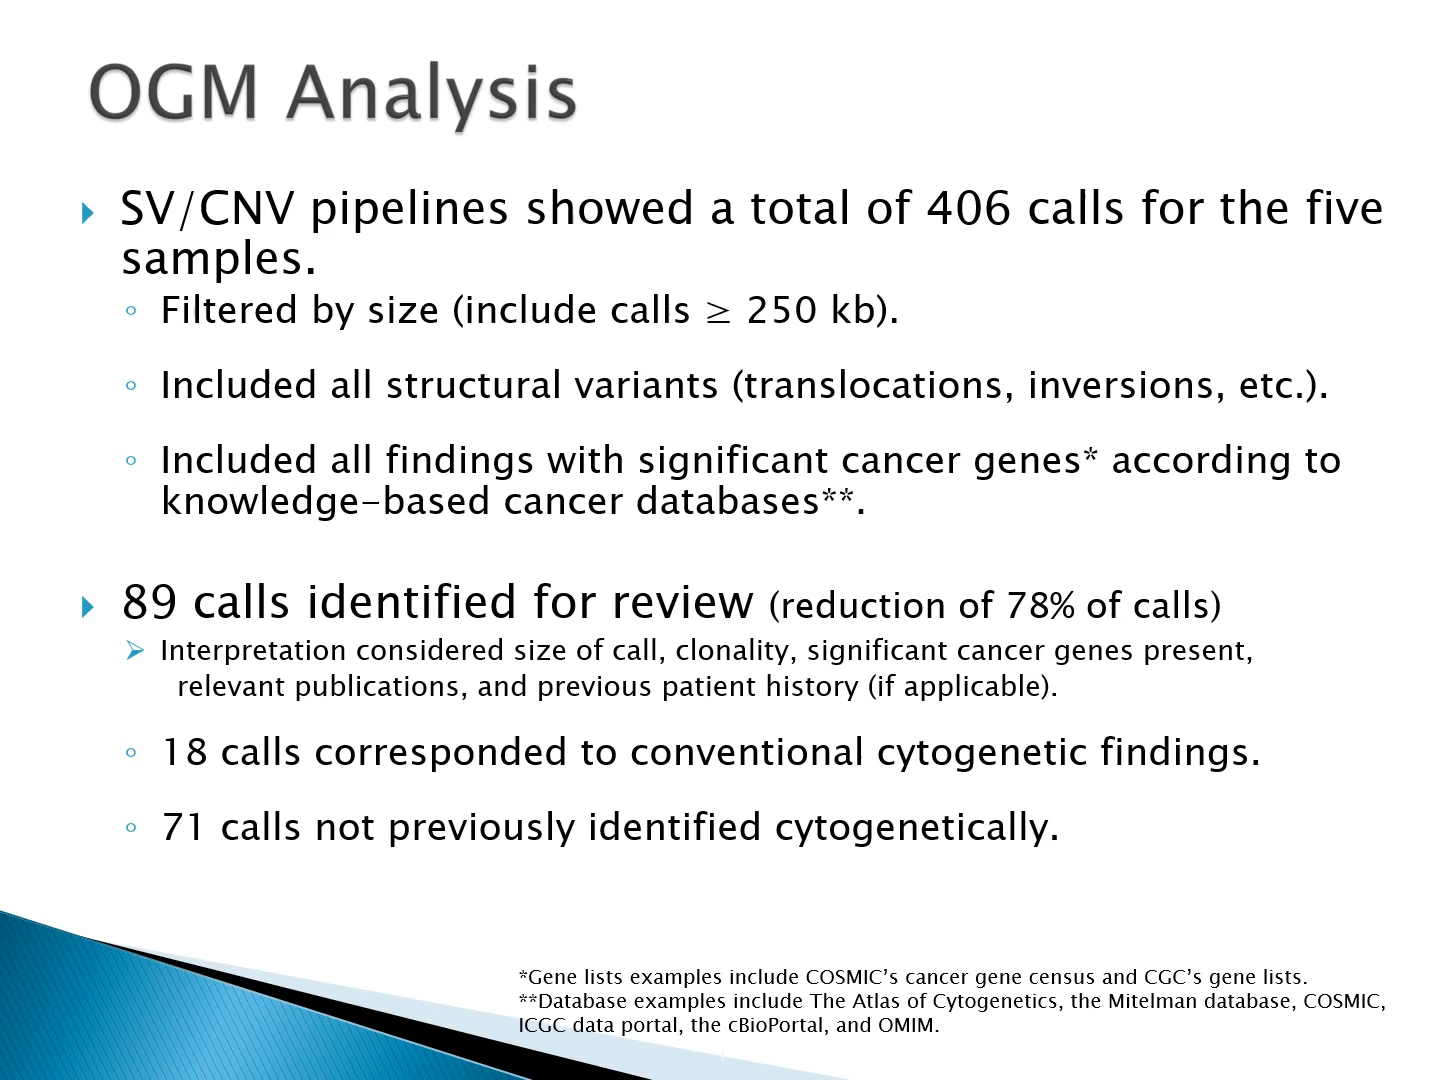 OGM Analysis
SV/CNV pipelines showed a total of 406 calls for the five
samples.
Filtered by size (include calls ≥ 250 kb).
Included all structural variants (translocations, inversions, etc.).
Included all findings with significant cancer genes* according to
knowledge-based cancer databases**.
89 calls identified for review (reduction of 78% of calls)
Interpretation considered size of call, clonality, significant cancer genes present,
relevant publications, and previous patient history (if applicable).
18 calls corresponded to conventional cytogenetic findings.
71 calls not previously identified cytogenetically.
*Gene lists examples include COSMIC’s cancer gene census and CGC’s gene lists.
**Database examples include The Atlas of Cytogenetics, the Mitelman database, COSMIC,
ICGC data portal, the cBioPortal, and OMIM.